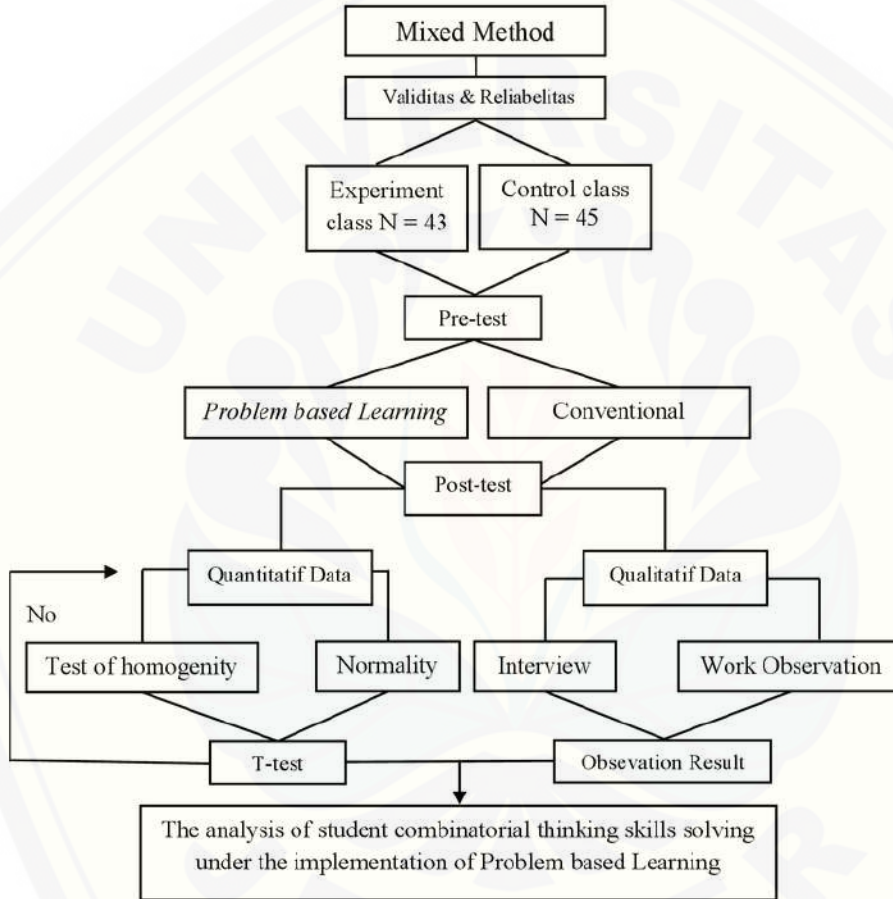 Mixed Method
Validitas & Reliabelitas
Experiment
class N = 43
Control class
N = 45
Pre-test
Problem based Learning
Conventional
Post-test
Quantitatif Data
Qualitatif Data
No
Test of homogenity
Normality
Interview
Work Observation
T-test
Obsevation Result
The analysis of student combinatorial thinking skills solving
under the implementation of Problem based Learning
UNIVERSITAS